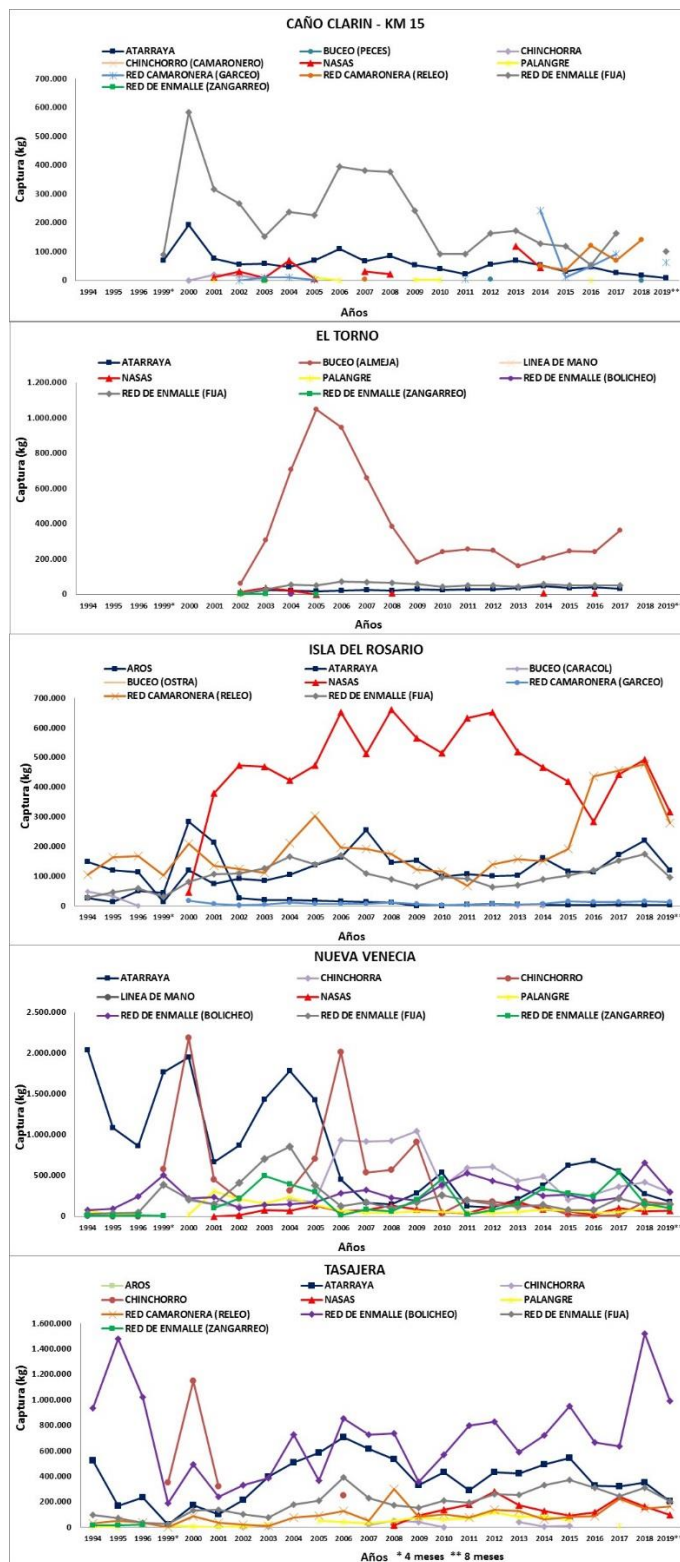 CAÑO CLARIN - KM 15
ATARRAYA BUCEO (PECES) CHINCHORRA
CHINCHORRO (CAMARONERO) NASAS PALANGRE
RED CAMARONERA (GARCEO) RED CAMARONERA (RELEO) RED DE ENMALLE (FIJA)
RED DE ENMALLE (ZANGARREO)
Captura (kg)
700.000
600.000
500.000
400.000
300.000
200.000
100.000
0
1994 1995 1996 1999* 2000 2001 2002 2003 2004 2005 2006 2007 2008 2009 2010 2011 2012 2013 2014 2015 2016 2017 2018 2019**
Años
EL TORNO
ATARRAYA BUCEO (ALMEJA) LINEA DE MANO
NASAS PALANGRE RED DE ENMALLE (BOLICHEO)
RED DE ENMALLE (FIJA) RED DE ENMALLE (ZANGARREO)
Captura (kg)
1.200.000
1.000.000
800.000
600.000
400.000
200.000
0
1994 1995 1996 1999* 2000 2001 2002 2003 2004 2005 2006 2007 2008 2009 2010 2011 2012 2013 2014 2015 2016 2017 2018 2019**
Años
ISLA DEL ROSARIO
AROS ATARRAYA BUCEO (CARACOL)
BUCEO (OSTRA) NASAS RED CAMARONERA (GARCEO)
RED CAMARONERA (RELEO) RED DE ENMALLE (FIJA)
Captura (kg)
700.000
600.000
500.000
400.000
300.000
200.000
100.000
0
1994 1995 1996 1999* 2000 2001 2002 2003 2004 2005 2006 2007 2008 2009 2010 2011 2012 2013 2014 2015 2016 2017 2018 2019**
Años
NUEVA VENECIA
ATARRAYA CHINCHORRA CHINCHORRO
LINEA DE MANO NASAS PALANGRE
RED DE ENMALLE (BOLICHEO) RED DE ENMALLE (FIJA) RED DE ENMALLE (ZANGARREO)
Captura (kg)
2.500.000
2.000.000
1.500.000
1.000.000
500.000
0
1994 1995 1996 1999* 2000 2001 2002 2003 2004 2005 2006 2007 2008 2009 2010 2011 2012 2013 2014 2015 2016 2017 2018 2019**
Años
TASAJERA
AROS ATARRAYA CHINCHORRA
CHINCHORRO NASAS PALANGRE
RED CAMARONERA (RELEO) RED DE ENMALLE (BOLICHEO) RED DE ENMALLE (FIJA)
RED DE ENMALLE (ZANGARREO)
Captura (kg)
1.600.000
1.400.000
1.200.000
1.000.000
800.000
600.000
400.000
200.000
0
1994 1995 1996 1999* 2000 2001 2002 2003 2004 2005 2006 2007 2008 2009 2010 2011 2012 2013 2014 2015 2016 2017 2018 2019**
Años * 4 meses ** 8 meses